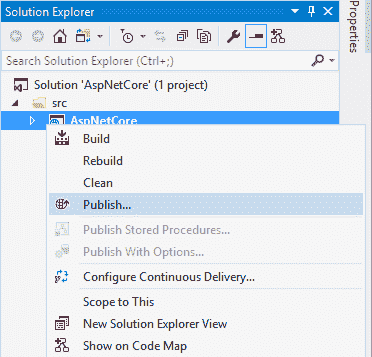 Solution Explorer
Search Solution Explorer (Ctrl+;)
Solution 'AspNetCore' (1 project)
src
AspNetCore
Build
Rebuild
Clean
Publish...
Publish Stored Procedures...
Publish With Options...
Configure Continuous Delivery...
Scope to This
New Solution Explorer View
Show on Code Map
Properties